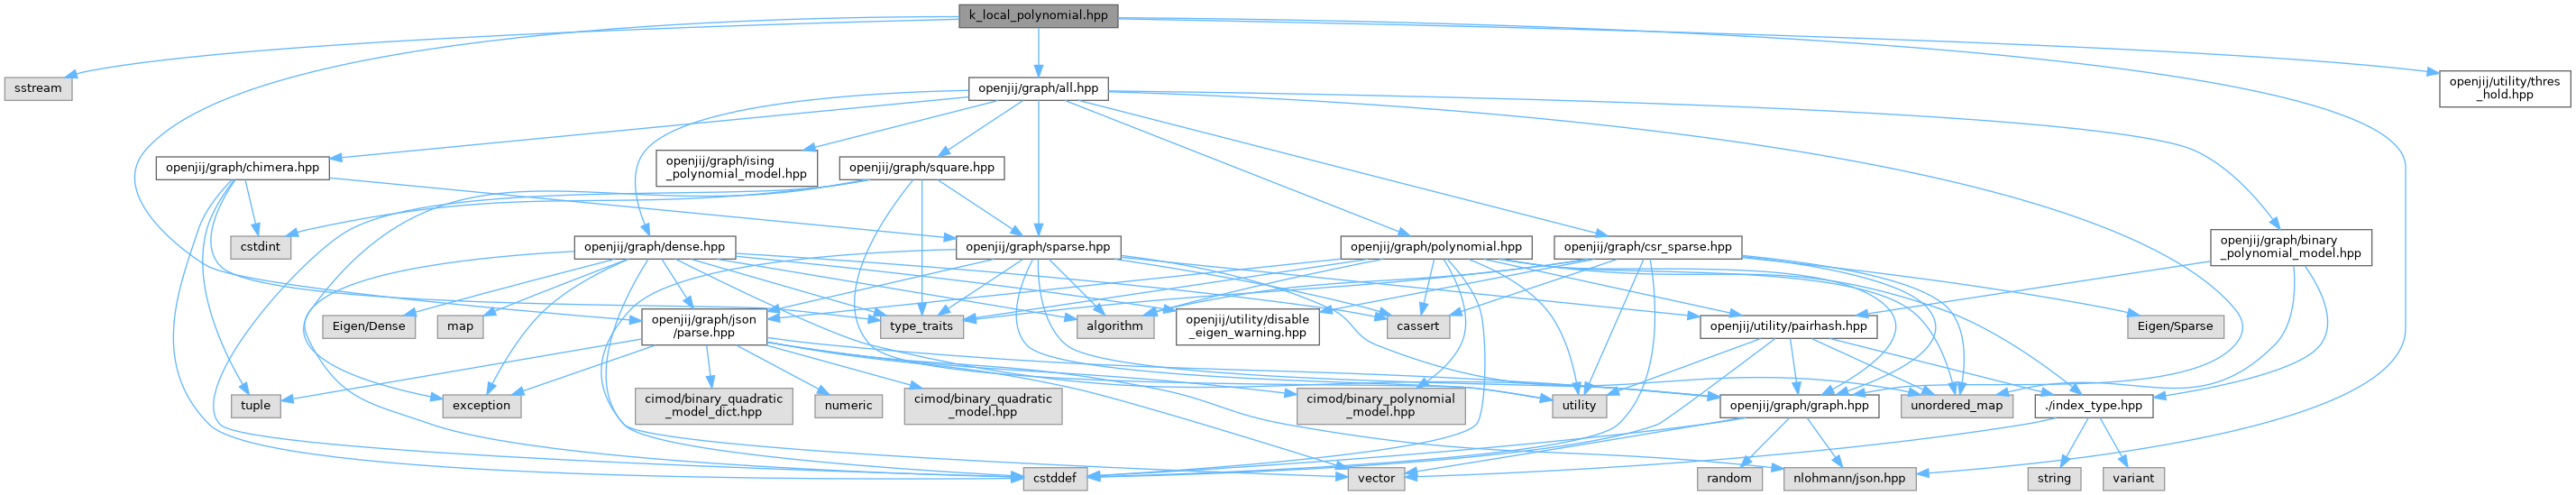 k_local_polynomial.hpp
sstream
openjij/graph/all.hpp
openjij/utility/thres
_hold.hpp
openjij/graph/chimera.hpp
openjij/graph/ising
_polynomial_model.hpp
openjij/graph/square.hpp
cstdint
openjij/graph/dense.hpp
openjij/graph/sparse.hpp
openjij/graph/polynomial.hpp
openjij/graph/csr_sparse.hpp
openjij/graph/binary
_polynomial_model.hpp
Eigen/Dense
map
openjij/graph/json
/parse.hpp
type_traits
algorithm
openjij/utility/disable
_eigen_warning.hpp
cassert
openjij/utility/pairhash.hpp
Eigen/Sparse
tuple
exception
cimod/binary_quadratic
_model_dict.hpp
numeric
cimod/binary_quadratic
_model.hpp
cimod/binary_polynomial
_model.hpp
utility
openjij/graph/graph.hpp
unordered_map
./index_type.hpp
cstddef
vector
random
nlohmann/json.hpp
string
variant